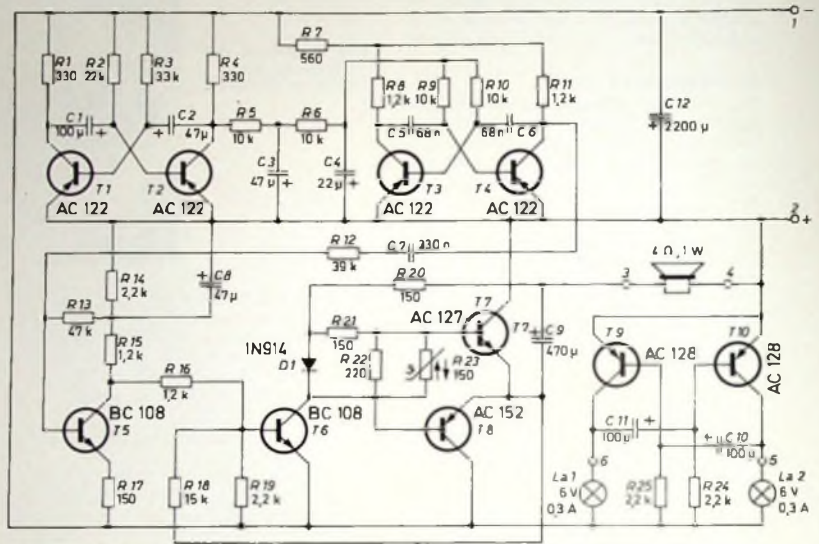 R1 330
R2 22k
R3 33k
R4 330
C1 100µ +
C2 47µ +
R5 10k
R6 10k
C3 47µ +
C4 22µ +
R7 560
R8 1,2k
R9 10k
R10 10k
R11 1,2k
C5 68n
68n C6
C12 2200µ +
1 -
2 +
T1 AC 122
T2 AC 122
T3 AC 122
T4 AC 122
R12 39k
C7 330n
R13 47k
R14 2,2k
R15 1,2k
C8 47µ +
R16 1,2k
R20 150
R21 150
R22 220
R23 150
AC 127 T7
T7
C9 470µ
4Ω, 1W
3 4
1N914
D1
BC 108 T5
BC 108 T6
AC 152 T8
T9 AC 128
T10 AC 128
C11 100µ +
C10 100µ +
R17 150
R18 15k
R19 2,2k
R25 2,2k
R24 2,2k
6
5
La1 6V 0,3A
La2 6V 0,3A